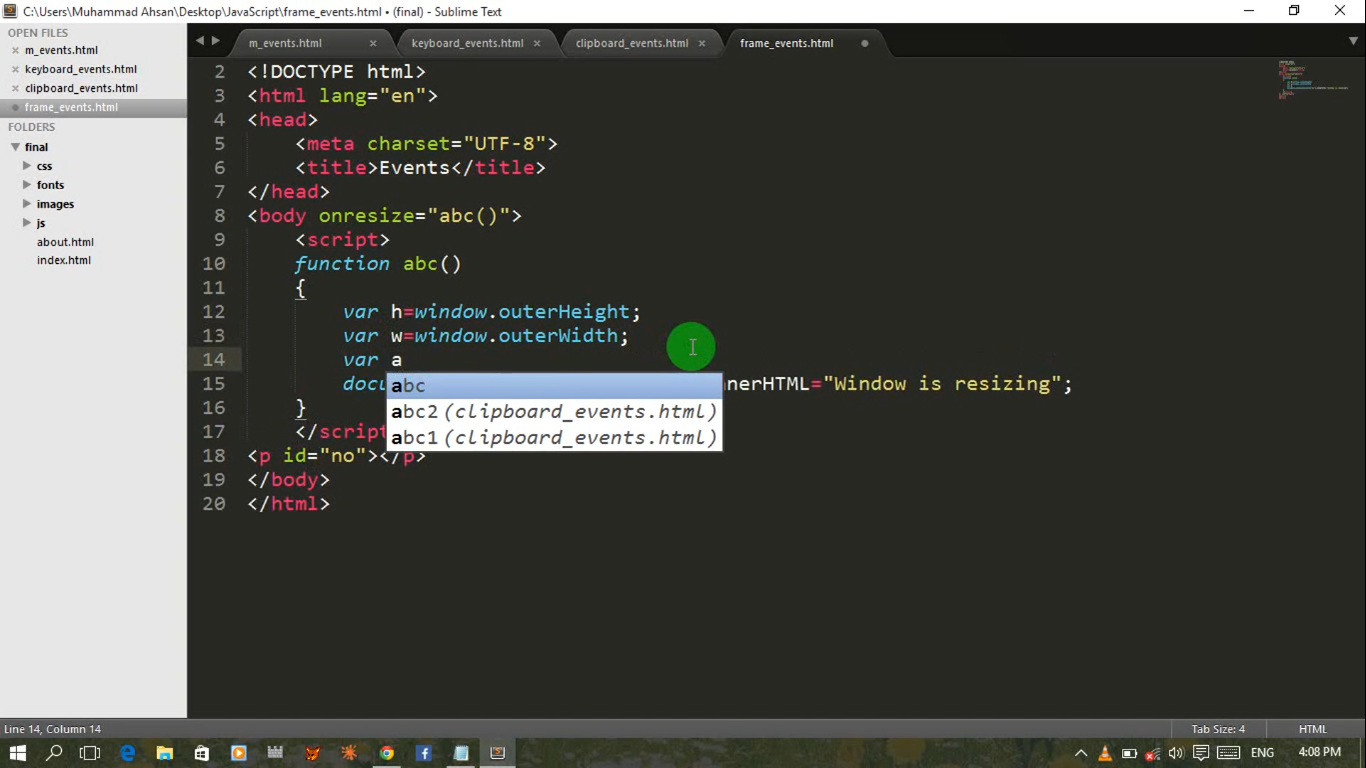 C:\Users\Muhammad Ahsan\Desktop\JavaScript\frame_events.html • (final) - Sublime Text
OPEN FILES
m_events.html
keyboard_events.html
clipboard_events.html
frame_events.html
FOLDERS
final
css
fonts
images
js
about.html
index.html
m_events.html keyboard_events.html clipboard_events.html frame_events.html
2 <!DOCTYPE html>
3 <html lang="en">
4 <head>
5 <meta charset="UTF-8">
6 <title>Events</title>
7 </head>
8 <body onresize="abc()">
9 <script>
10 function abc()
11 {
12 var h=window.outerHeight;
13 var w=window.outerWidth;
14 var a
15 docu nnerHTML="Window is resizing";
abc
abc2 (clipboard_events.html)
abc1 (clipboard_events.html)
16 }
17 </script
18 <p id="no"></p>
19 </body>
20 </html>
Line 14, Column 14
Tab Size: 4
HTML
ENG
4:08 PM